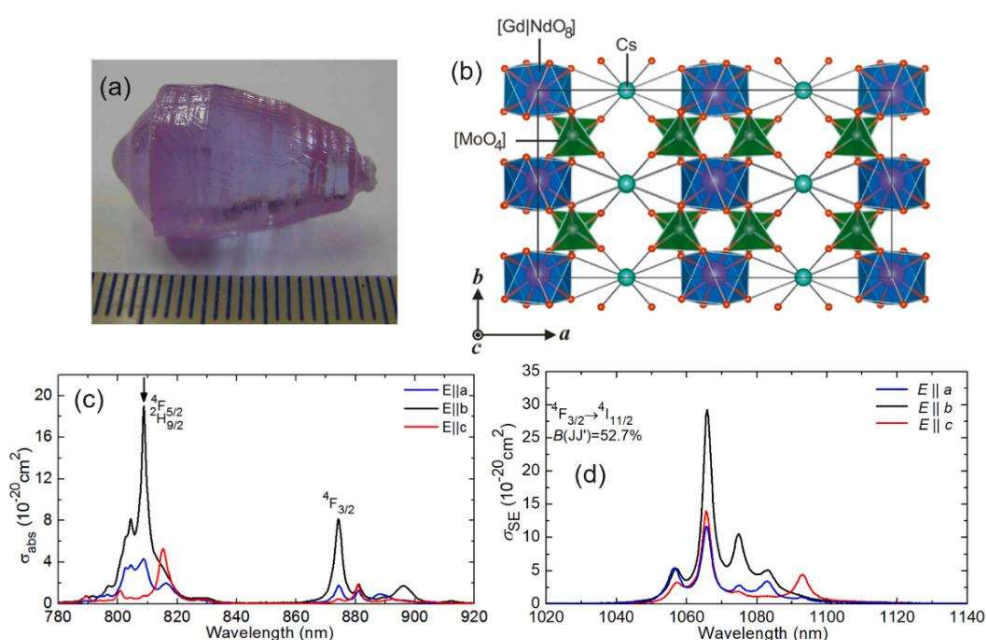 (a)
[Gd|NdO₈]
Cs
(b)
[MoO₄]
b
c
a
(c)
⁴F₅/₂
²H₉/₂
⁴F₃/₂
E||a
E||b
E||c
σabs (10⁻²⁰cm²)
20
16
12
8
4
0
780 800 820 840 860 880 900 920
Wavelength (nm)
(d)
⁴F₃/₂→⁴I₁₁/₂
B(JJ')=52.7%
E || a
E || b
E || c
σSE (10⁻²⁰ cm²)
35
30
25
20
15
10
5
0
1020 1040 1060 1080 1100 1120 1140
Wavelength (nm)